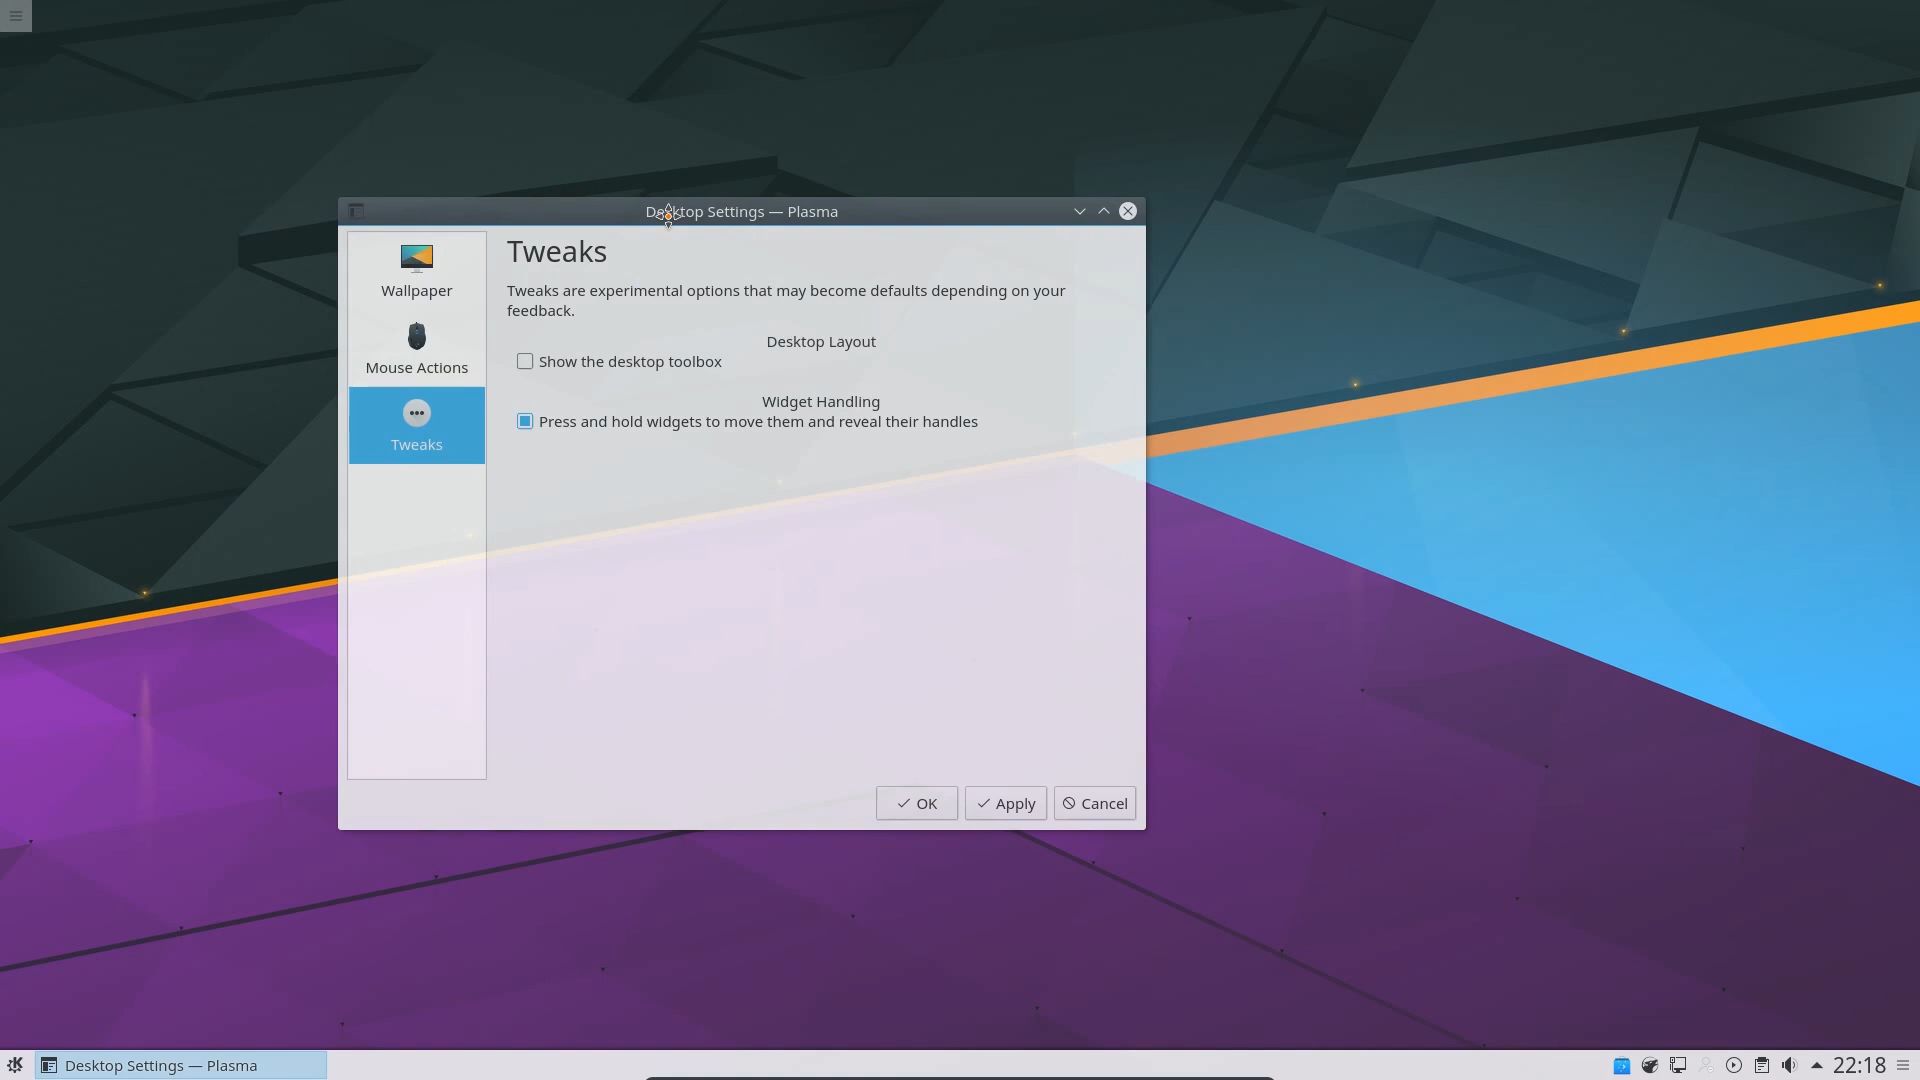 Desktop Settings — Plasma
Wallpaper
Mouse Actions
Tweaks
Tweaks
Tweaks are experimental options that may become defaults depending on your
feedback.
Desktop Layout
Show the desktop toolbox
Widget Handling
Press and hold widgets to move them and reveal their handles
OK
Apply
Cancel
Desktop Settings — Plasma
22:18